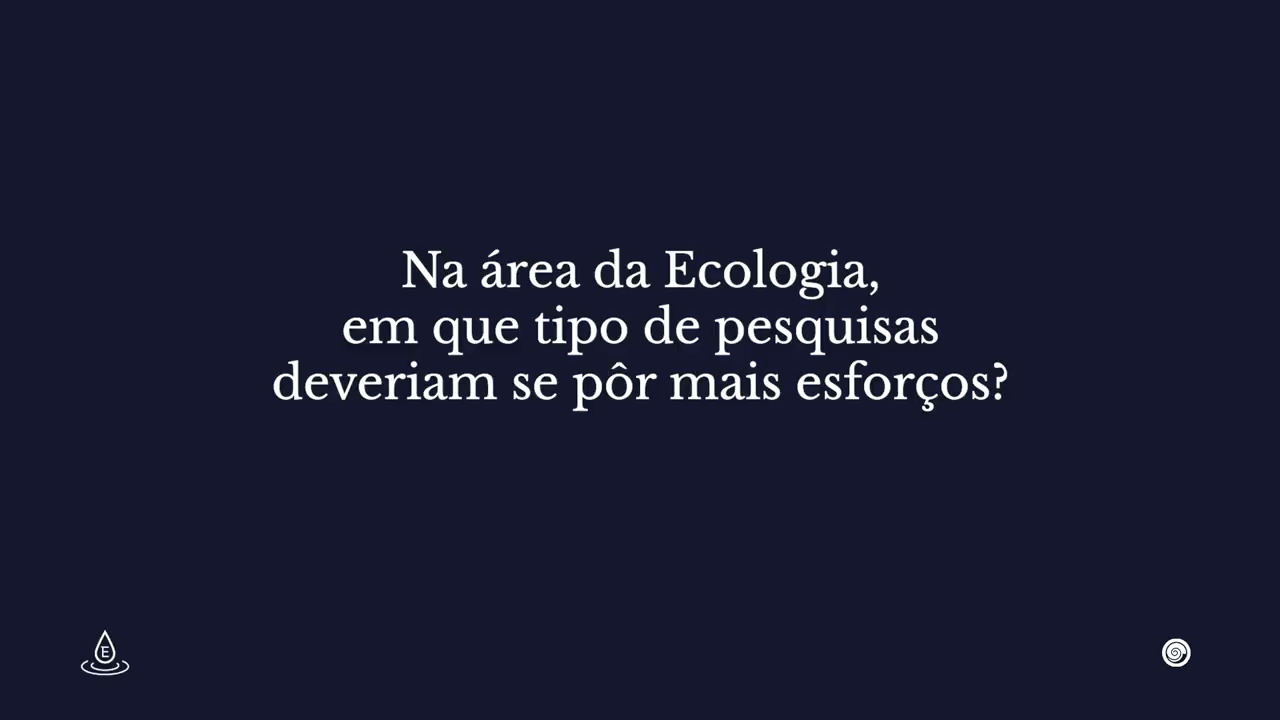 Na área da Ecologia,
em que tipo de pesquisas
deveriam se pôr mais esforços?
E